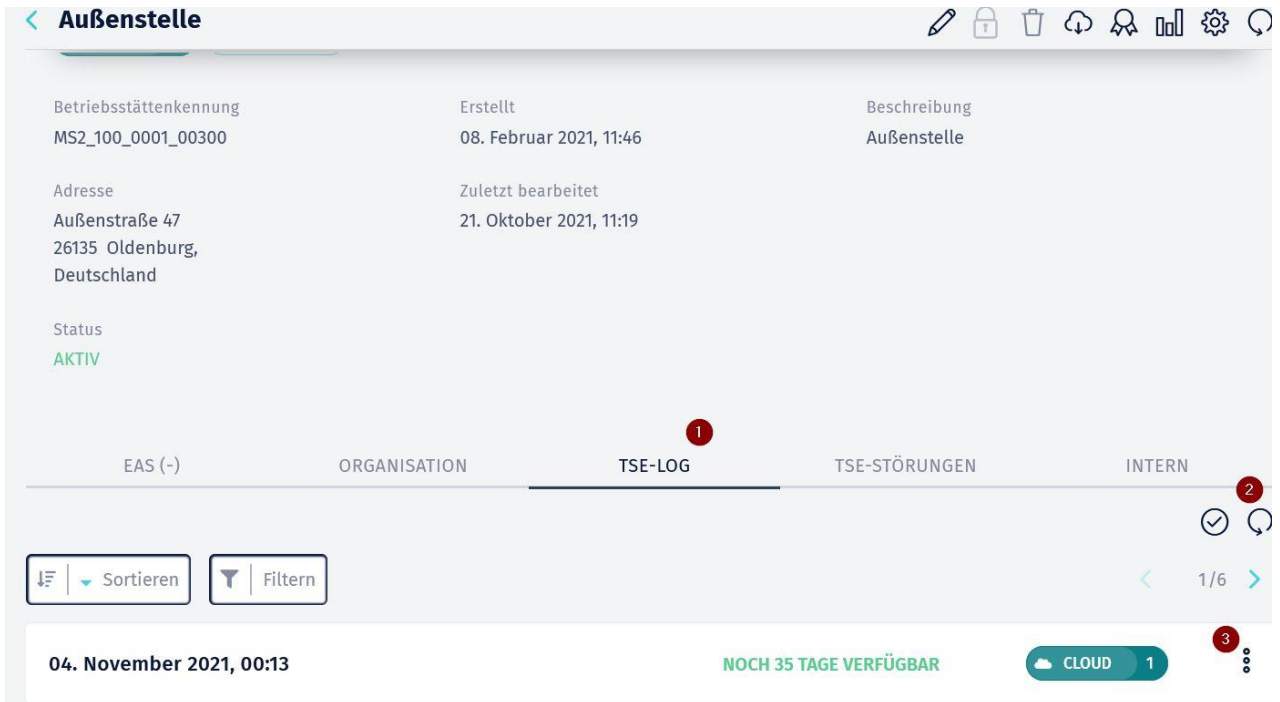 Außenstelle
Betriebsstättenkennung
MS2_100_0001_00300
Erstellt
08. Februar 2021, 11:46
Beschreibung
Außenstelle
Adresse
Außenstraße 47
26135 Oldenburg,
Deutschland
Zuletzt bearbeitet
21. Oktober 2021, 11:19
Status
AKTIV
1
EAS (-)
ORGANISATION
TSE-LOG
TSE-STÖRUNGEN
INTERN
2
Sortieren
Filtern
1/6
04. November 2021, 00:13
NOCH 35 TAGE VERFÜGBAR
CLOUD 1
3